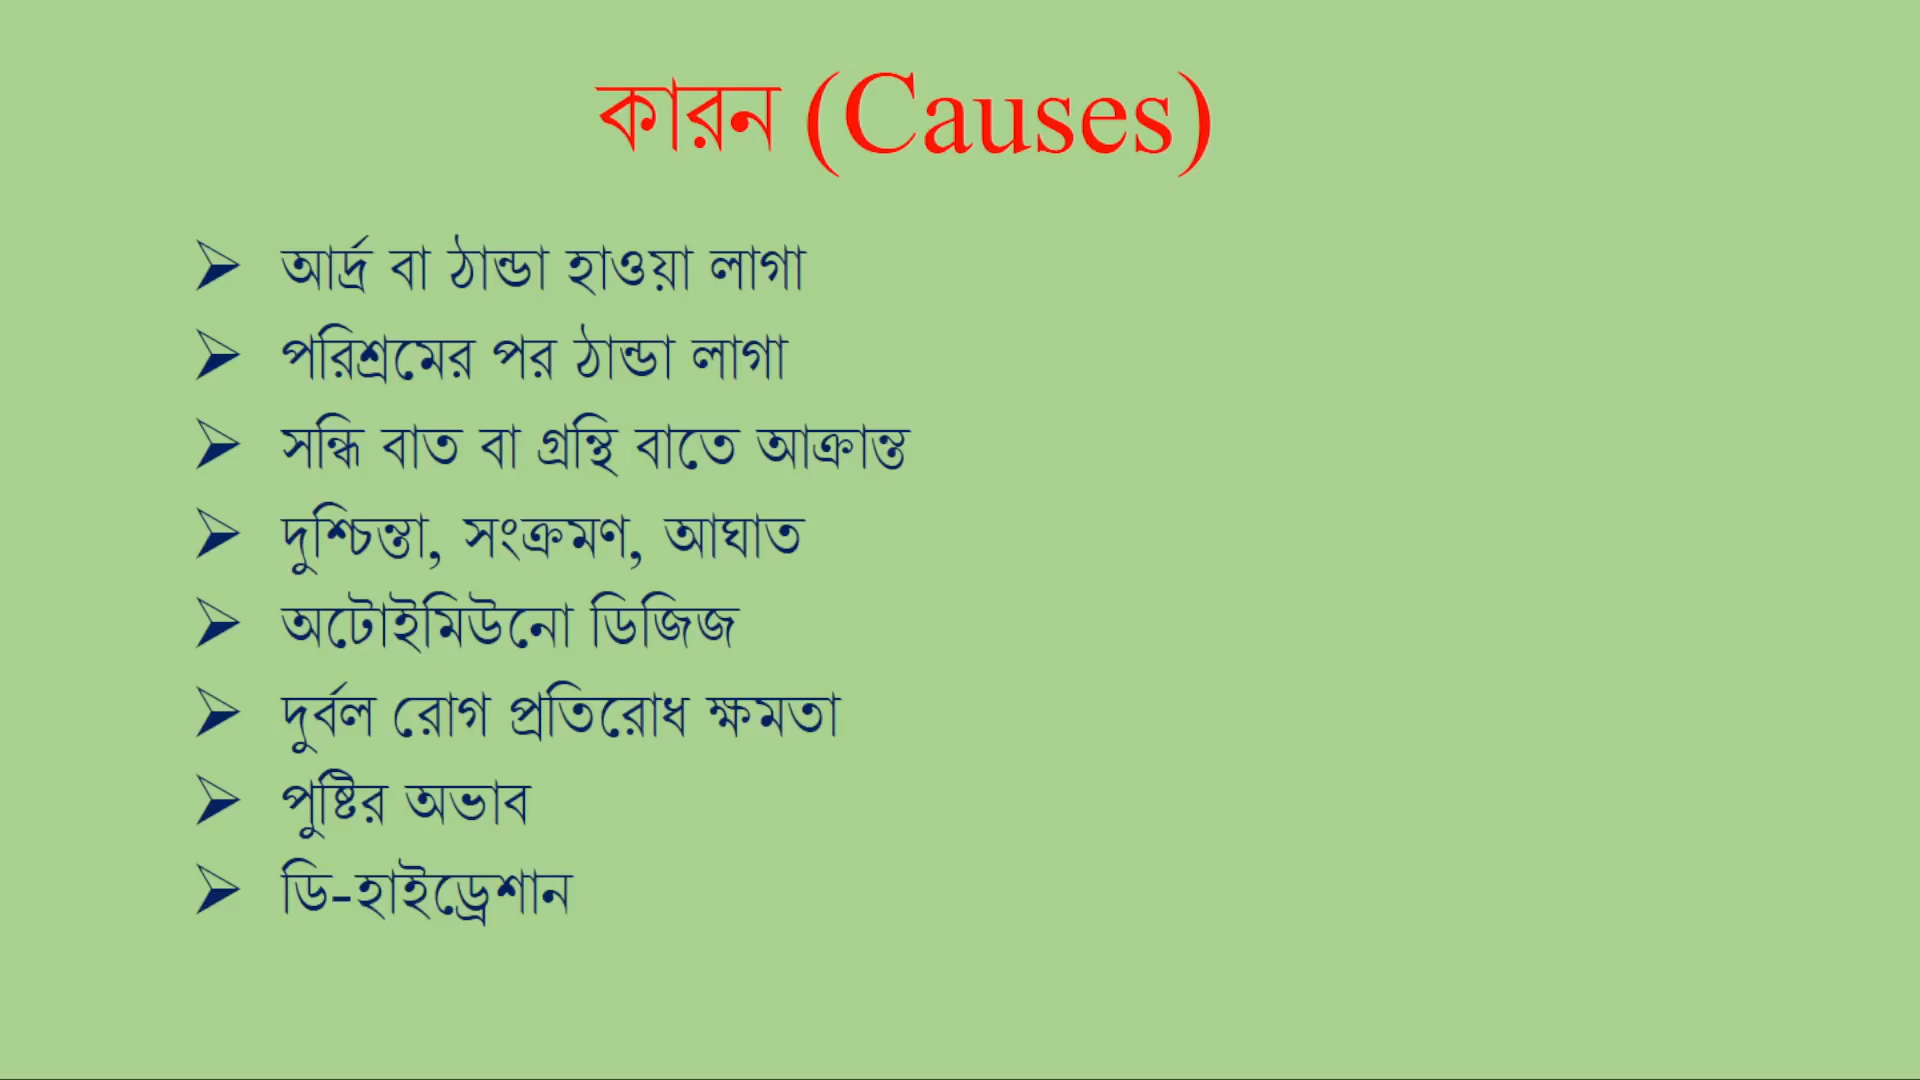 কারন (Causes)
➢ আর্দ্র বা ঠান্ডা হাওয়া লাগা
➢ পরিশ্রমের পর ঠান্ডা লাগা
➢ সন্ধি বাত বা গ্রন্থি বাতে আক্রান্ত
➢ দুশ্চিন্তা, সংক্রমণ, আঘাত
➢ অটোইমিউনো ডিজিজ
➢ দুর্বল রোগ প্রতিরোধ ক্ষমতা
➢ পুষ্টির অভাব
➢ ডি-হাইড্রেশান